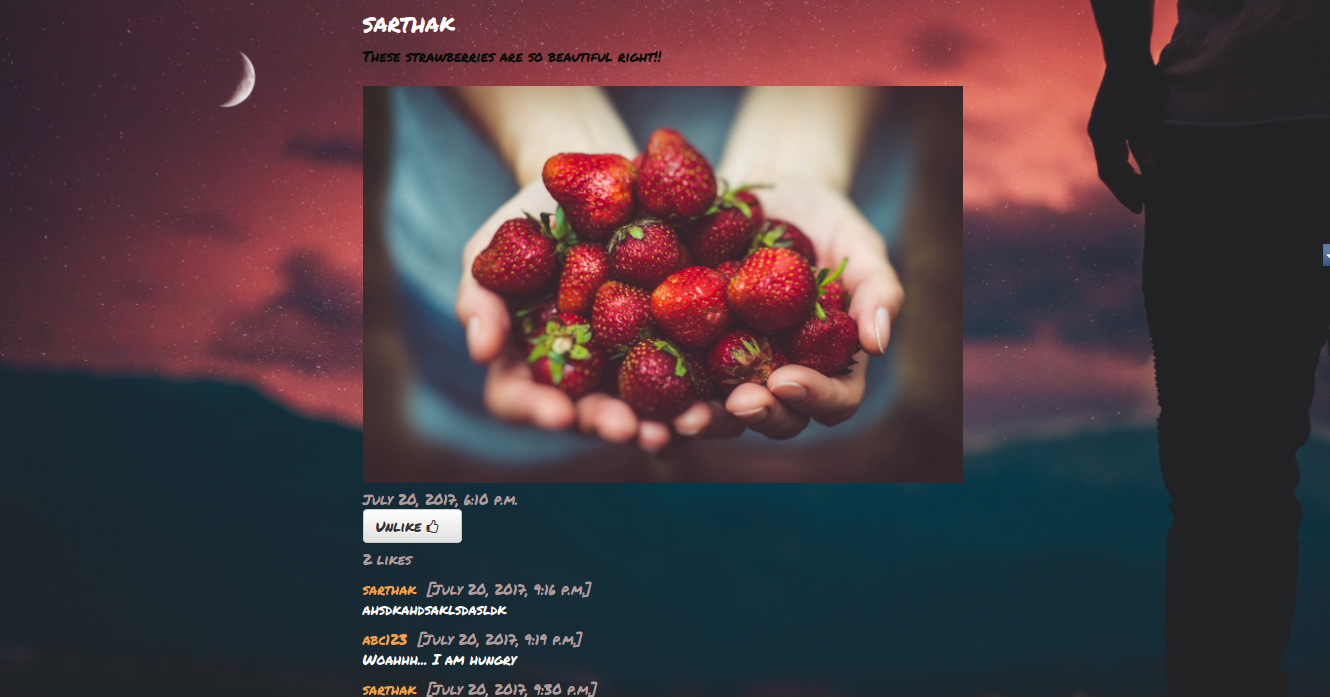 sarthak
These strawberries are so beautiful right!!
July 20, 2017, 6:10 p.m.
Unlike
2 likes
sarthak [July 20, 2017, 9:16 p.m.]
ahsdkahdsaklsdasldk
abc123 [July 20, 2017, 9:19 p.m.]
Woahhh... I am hungry
sarthak [July 20, 2017, 9:30 p.m.]